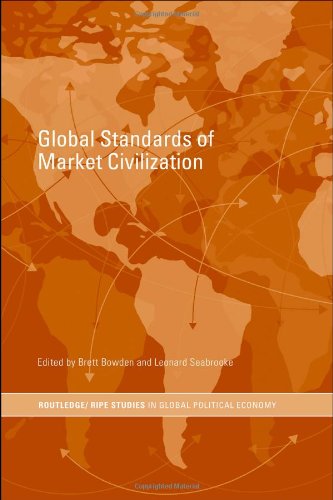 Global Standards of
Market Civilization
Edited by Brett Bowden and Leonard Seabrooke
ROUTLEDGE/ RIPE STUDIES IN GLOBAL POLITICAL ECONOMY